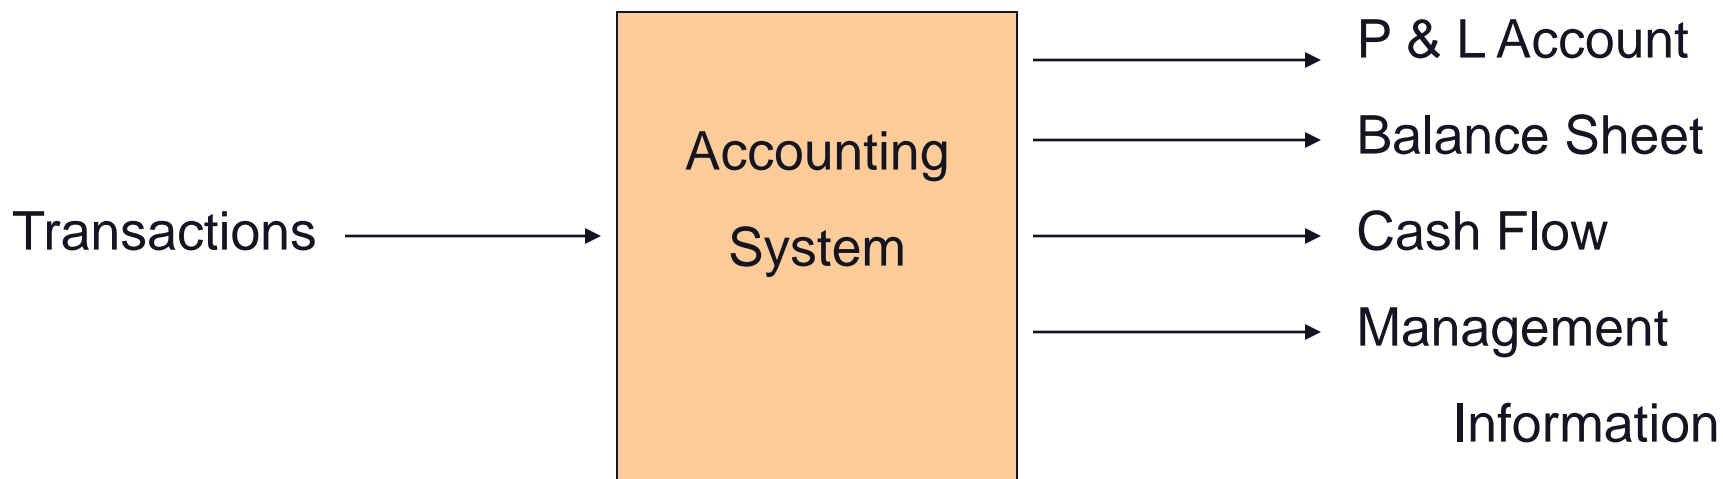 Transactions
Accounting
System
P & L Account
Balance Sheet
Cash Flow
Management
Information